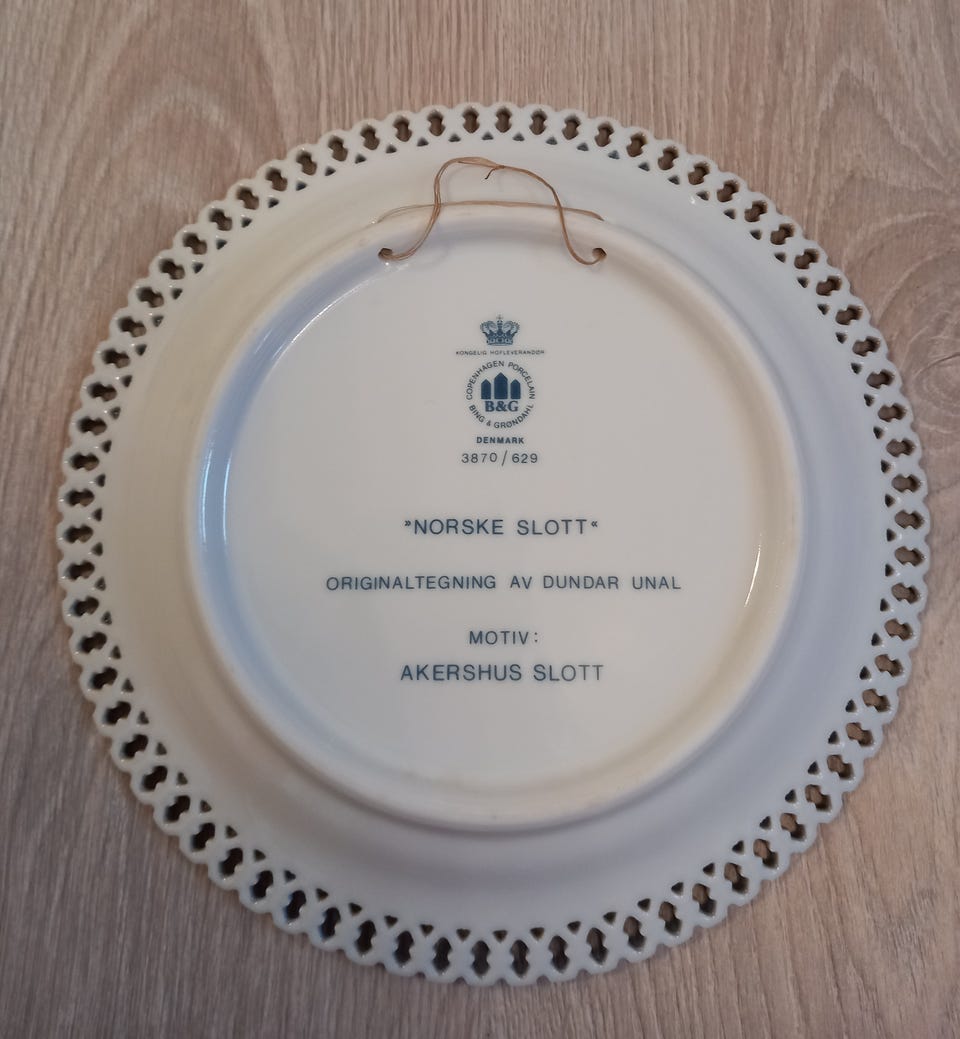 KONGELIG HOFLEVERANDØR
COPENHAGEN PORCELAIN
B&G
BING & GRØNDAHL
DENMARK
3870/629
»NORSKE SLOTT«
ORIGINALTEGNING AV DUNDAR UNAL
MOTIV:
AKERSHUS SLOTT